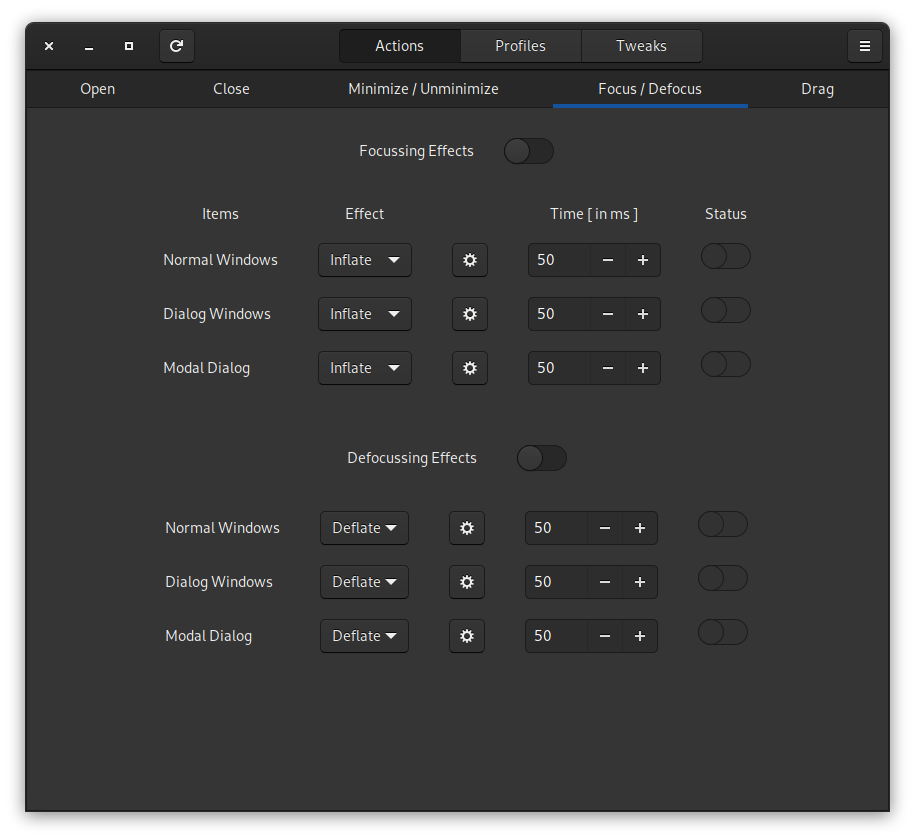 Actions Profiles Tweaks
Open Close Minimize / Unminimize Focus / Defocus Drag
Focussing Effects
Items Effect Time [ in ms ] Status
Normal Windows Inflate 50 − +
Dialog Windows Inflate 50 − +
Modal Dialog Inflate 50 − +
Defocussing Effects
Normal Windows Deflate 50 − +
Dialog Windows Deflate 50 − +
Modal Dialog Deflate 50 − +